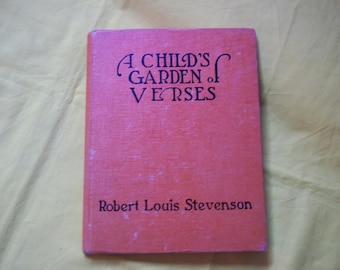 A CHILD'S
GARDEN of
VERSES
Robert Louis Stevenson